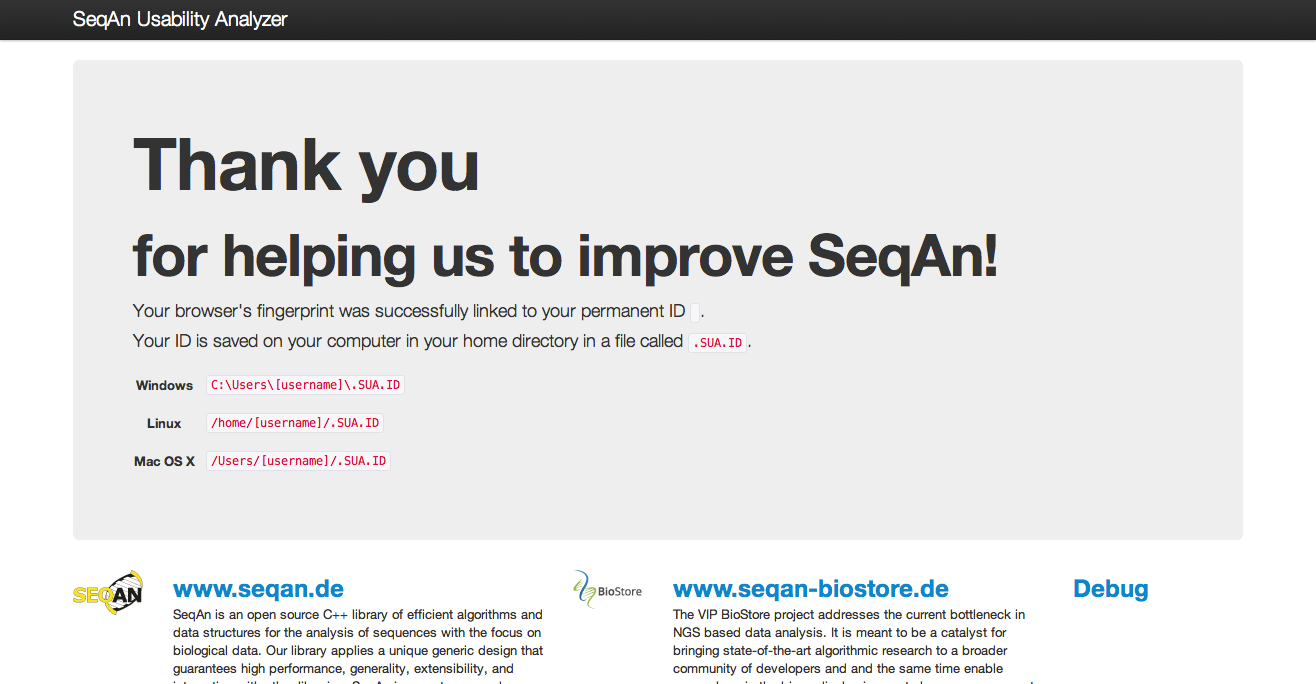 SeqAn Usability Analyzer
Thank you
for helping us to improve SeqAn!
Your browser's fingerprint was successfully linked to your permanent ID .
Your ID is saved on your computer in your home directory in a file called .SUA.ID .
Windows C:\Users\[username]\.SUA.ID
Linux /home/[username]/.SUA.ID
Mac OS X /Users/[username]/.SUA.ID
SEQAN
www.seqan.de
SeqAn is an open source C++ library of efficient algorithms and
data structures for the analysis of sequences with the focus on
biological data. Our library applies a unique generic design that
guarantees high performance, generality, extensibility, and
BioStore
www.seqan-biostore.de
The VIP BioStore project addresses the current bottleneck in
NGS based data analysis. It is meant to be a catalyst for
bringing state-of-the-art algorithmic research to a broader
community of developers and and the same time enable
Debug